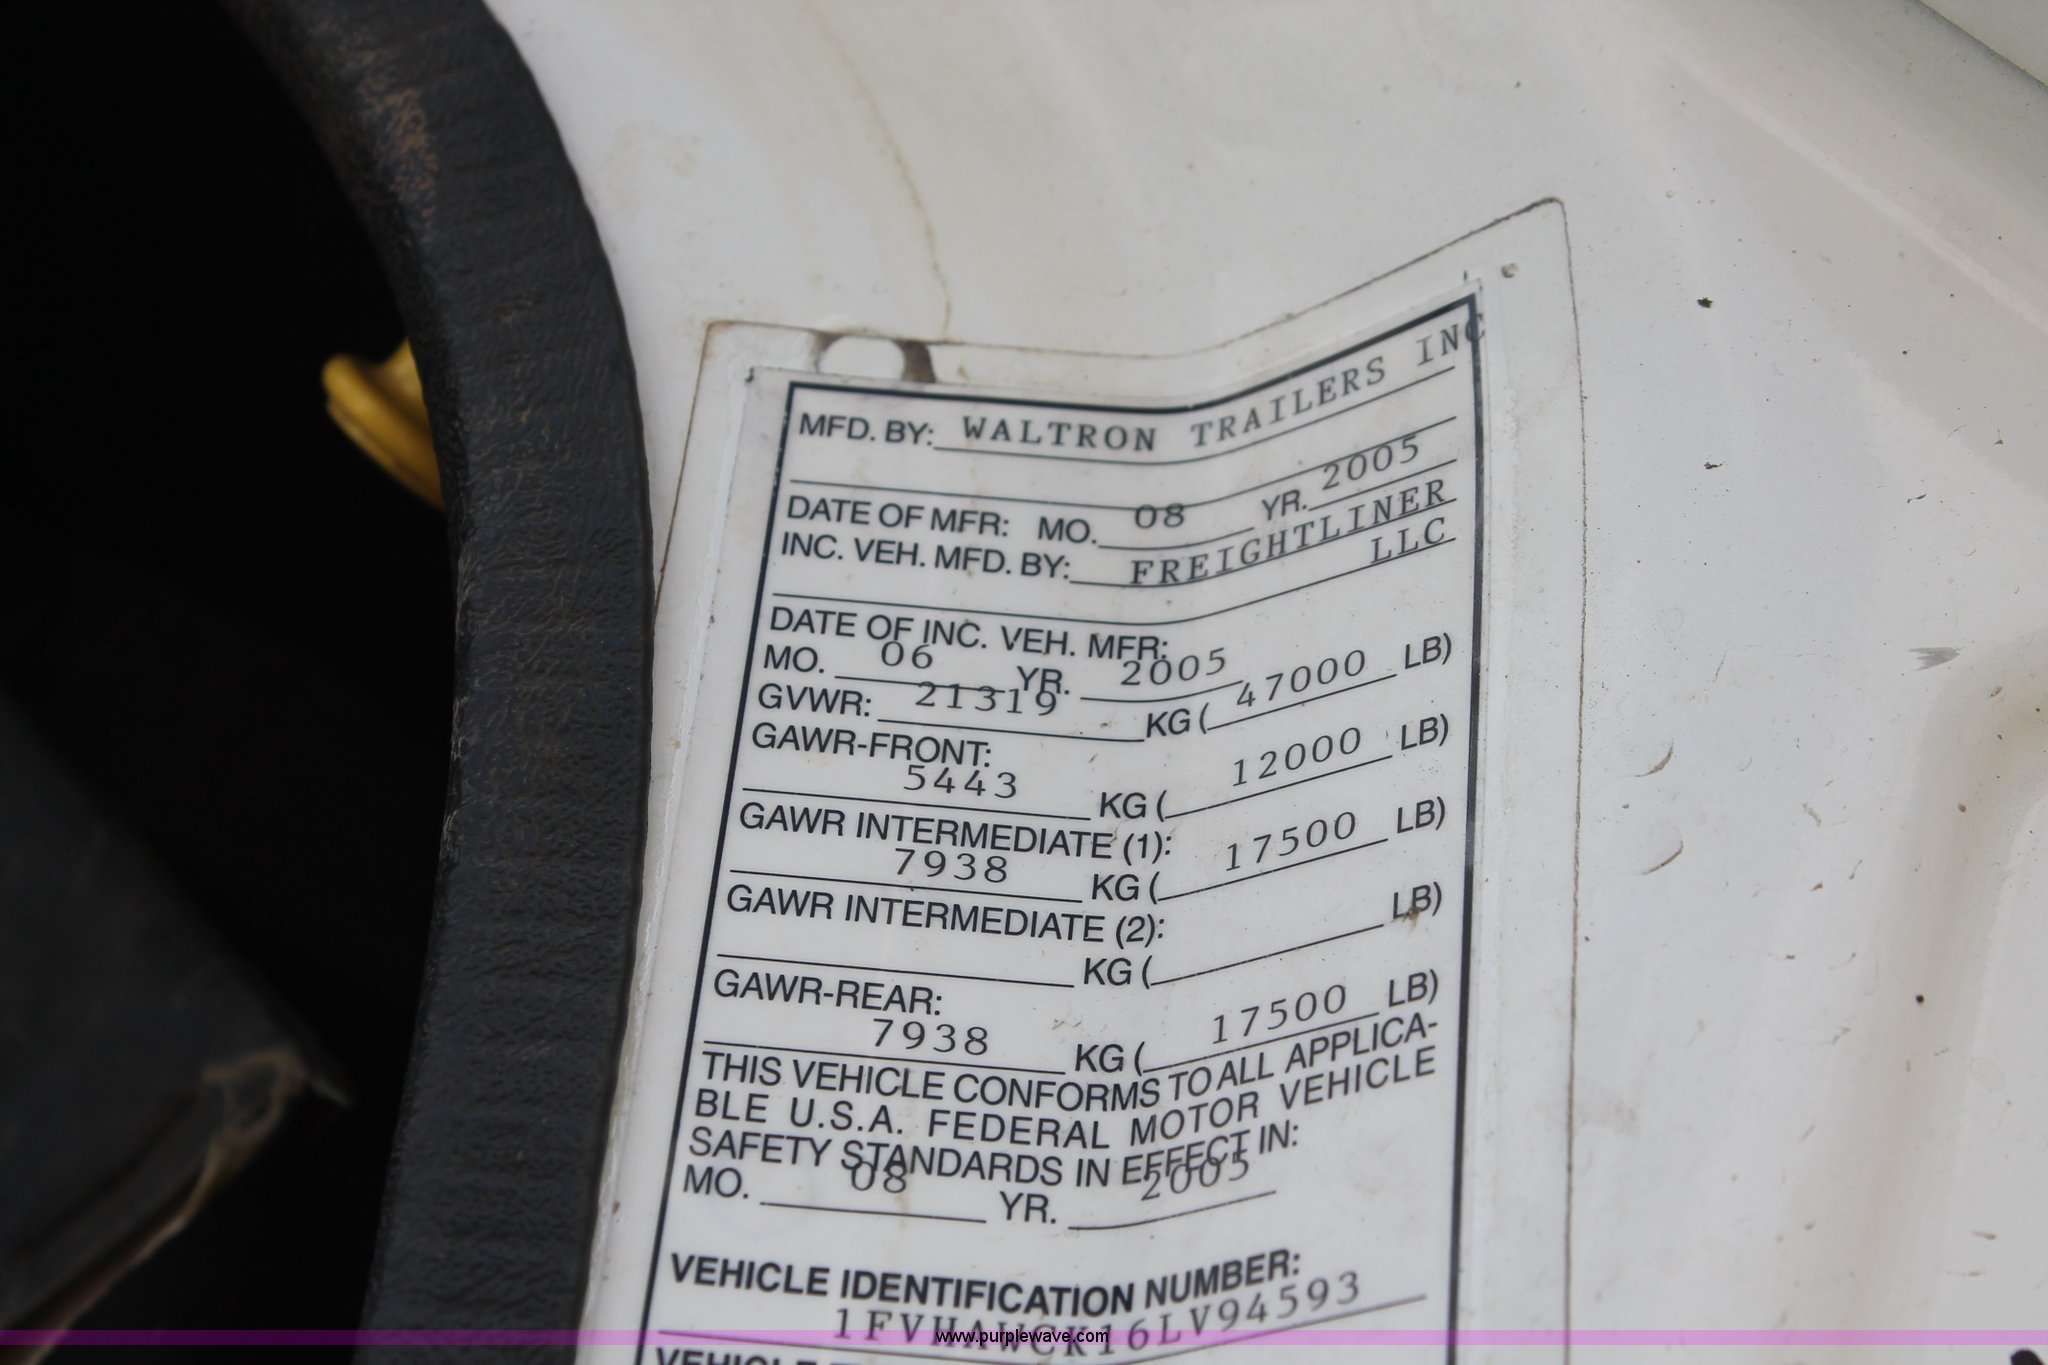 MFD. BY: WALTRON TRAILERS INC
DATE OF MFR: MO. 08 YR. 2005
INC. VEH. MFD. BY: FREIGHTLINER
LLC
DATE OF INC. VEH. MFR:
MO. 06 YR. 2005
GVWR: 21319 KG ( 47000 LB)
GAWR-FRONT:
5443 KG ( 12000 LB)
GAWR INTERMEDIATE (1):
7938 KG ( 17500 LB)
GAWR INTERMEDIATE (2):
KG ( LB)
GAWR-REAR:
7938 KG ( 17500 LB)
THIS VEHICLE CONFORMS TO ALL APPLICA-
BLE U.S.A. FEDERAL MOTOR VEHICLE
SAFETY STANDARDS IN EFFECT IN:
MO. 08 YR. 2005
VEHICLE IDENTIFICATION NUMBER:
1FVHAWCK16LV94593
www.purplewave.com
VEHICLE